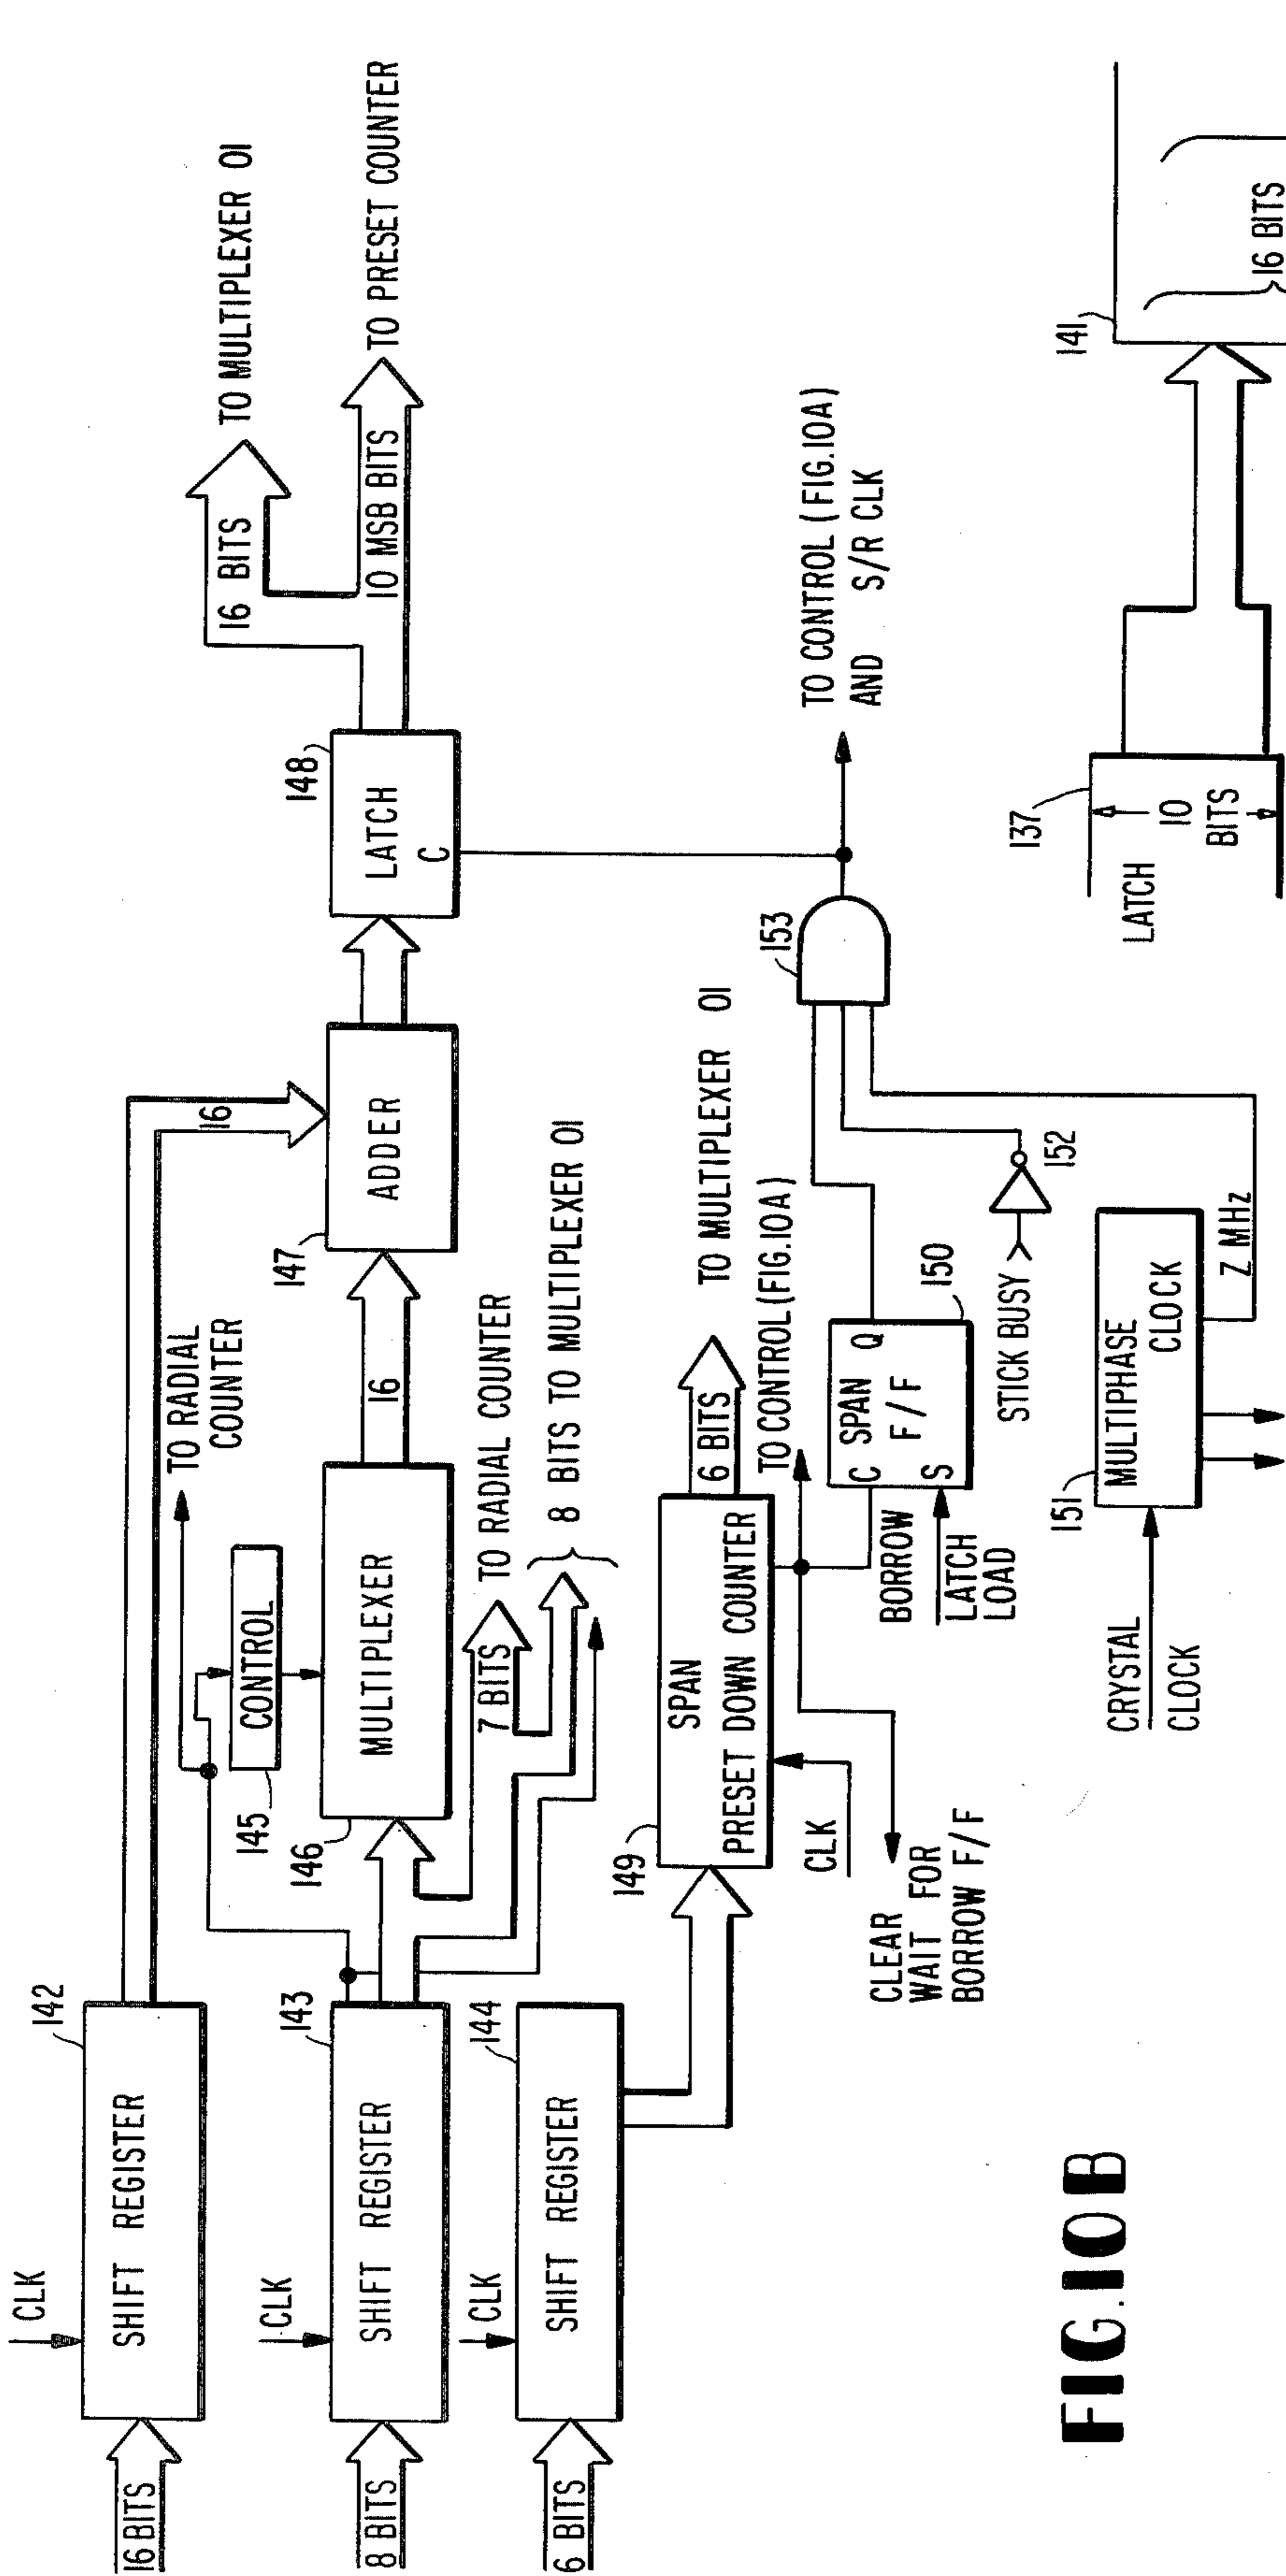 16 BITS
CLK
SHIFT REGISTER
142
16
TO RADIAL
COUNTER
145
CONTROL
8 BITS
CLK
SHIFT REGISTER
143
146
MULTIPLEXER
16
147
ADDER
148
LATCH
C
16 BITS
TO MULTIPLEXER 01
10 MSB BITS
TO PRESET COUNTER
7 BITS
TO RADIAL COUNTER
8 BITS TO MULTIPLEXER 01
6 BITS
CLK
SHIFT REGISTER
144
149
SPAN
PRESET DOWN COUNTER
CLK
6 BITS
TO MULTIPLEXER 01
TO CONTROL (FIG.10A)
CLEAR
WAIT FOR
BORROW F/F
BORROW
LATCH
LOAD
C SPAN Q
F/F
S
150
STICK BUSY
152
153
TO CONTROL (FIG.10A)
AND S/R CLK
CRYSTAL
CLOCK
151
MULTIPHASE
CLOCK
Z MHz
LATCH
137
10
BITS
141
16 BITS
FIG.10B